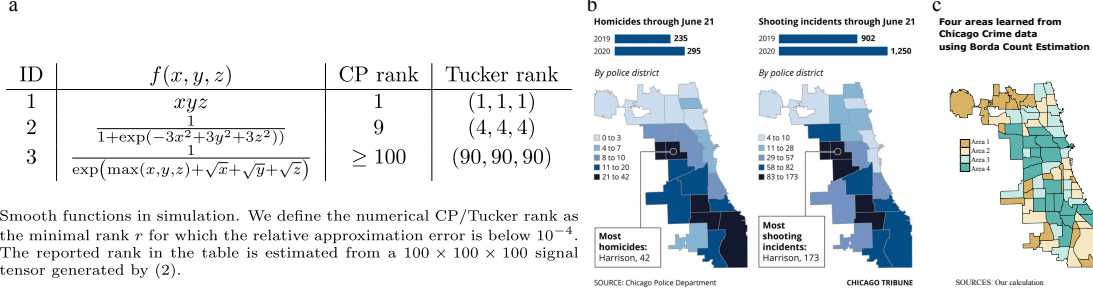 a
ID f(x, y, z) CP rank Tucker rank
1 xyz 1 (1, 1, 1)
2 1/(1+exp(−3x²+3y²+3z²)) 9 (4, 4, 4)
3 1/exp(max(x,y,z)+√x+√y+√z) ≥ 100 (90, 90, 90)
Smooth functions in simulation. We define the numerical CP/Tucker rank as
the minimal rank r for which the relative approximation error is below 10⁻⁴.
The reported rank in the table is estimated from a 100 × 100 × 100 signal
tensor generated by (2).
b
Homicides through June 21
2019 235
2020 295
By police district
0 to 3
4 to 7
8 to 10
11 to 20
21 to 42
Most
homicides:
Harrison, 42
SOURCE: Chicago Police Department
Shooting incidents through June 21
2019 902
2020 1,250
By police district
4 to 10
11 to 28
29 to 57
58 to 82
83 to 173
Most
shooting
incidents:
Harrison, 173
CHICAGO TRIBUNE
c
Four areas learned from
Chicago Crime data
using Borda Count Estimation
Area 1
Area 2
Area 3
Area 4
SOURCES: Our calculation